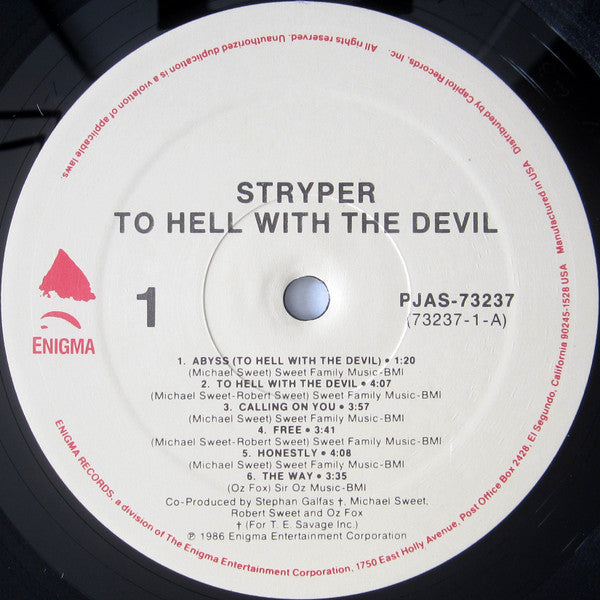 STRYPER
TO HELL WITH THE DEVIL
1
PJAS-73237
(73237-1-A)
ENIGMA
1. ABYSS (TO HELL WITH THE DEVIL) • 1:20
(Michael Sweet) Sweet Family Music-BMI
2. TO HELL WITH THE DEVIL • 4:07
(Michael Sweet-Robert Sweet) Sweet Family Music-BMI
3. CALLING ON YOU • 3:57
(Michael Sweet) Sweet Family Music-BMI
4. FREE • 3:41
(Michael Sweet-Robert Sweet) Sweet Family Music-BMI
5. HONESTLY • 4:08
(Michael Sweet) Sweet Family Music-BMI
6. THE WAY • 3:35
(Oz Fox) Sir Oz Music-BMI
Co-Produced by Stephan Galfas †, Michael Sweet,
Robert Sweet and Oz Fox
† (For T. E. Savage Inc.)
℗ 1986 Enigma Entertainment Corporation
ENIGMA RECORDS, a division of The Enigma Entertainment Corporation, 1750 East Holly Avenue, Post Office Box 2428, El Segundo, California 90245-1528 USA Manufactured in USA Distributed by Capitol Records, Inc. All rights reserved. Unauthorized duplication is a violation of applicable laws.